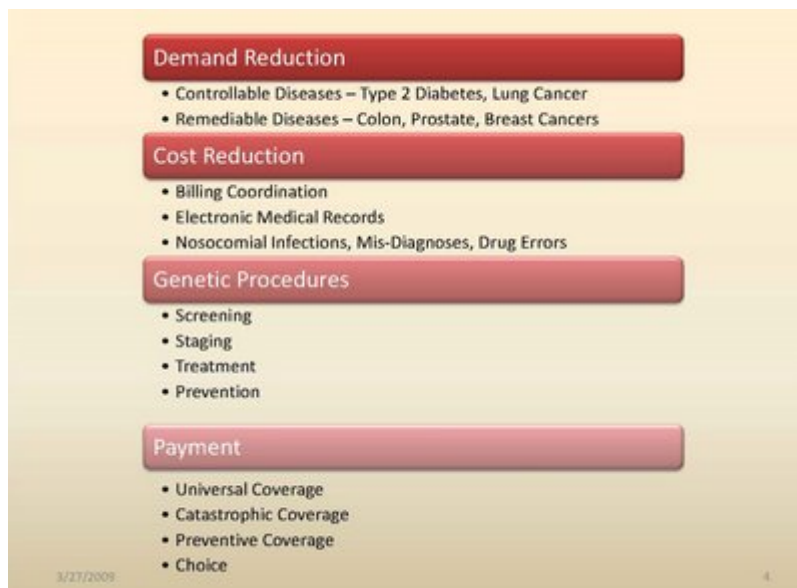 Demand Reduction
• Controllable Diseases – Type 2 Diabetes, Lung Cancer
• Remediable Diseases – Colon, Prostate, Breast Cancers
Cost Reduction
• Billing Coordination
• Electronic Medical Records
• Nosocomial Infections, Mis-Diagnoses, Drug Errors
Genetic Procedures
• Screening
• Staging
• Treatment
• Prevention
Payment
• Universal Coverage
• Catastrophic Coverage
• Preventive Coverage
• Choice
3/27/2009
4